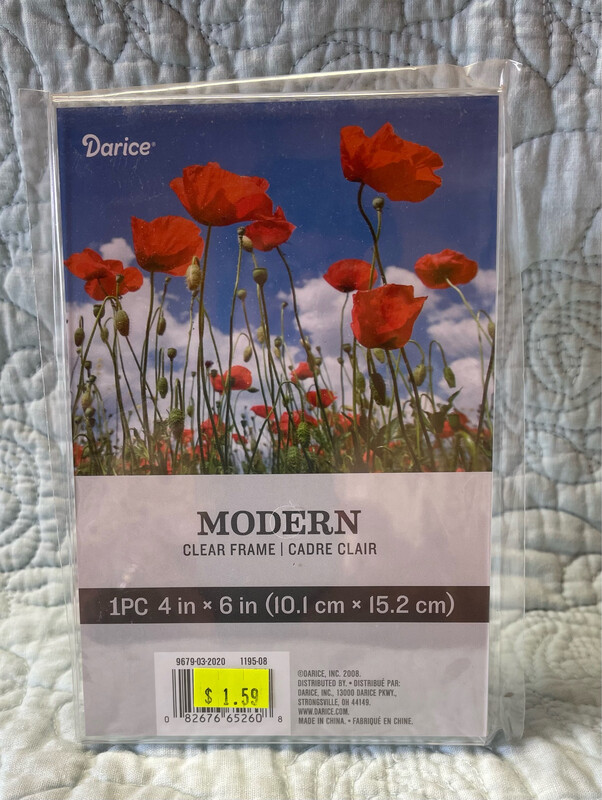 Darice®
MODERN
CLEAR FRAME | CADRE CLAIR
1PC 4 in × 6 in (10.1 cm × 15.2 cm)
9679-03-2020 1195-08
$ 1.59
0 82676 65260 8
©DARICE, INC. 2008.
DISTRIBUTED BY. • DISTRIBUÉ PAR:
DARICE, INC., 13000 DARICE PKWY.,
STRONGSVILLE, OH 44149.
WWW.DARICE.COM.
MADE IN CHINA. • FABRIQUÉ EN CHINE.